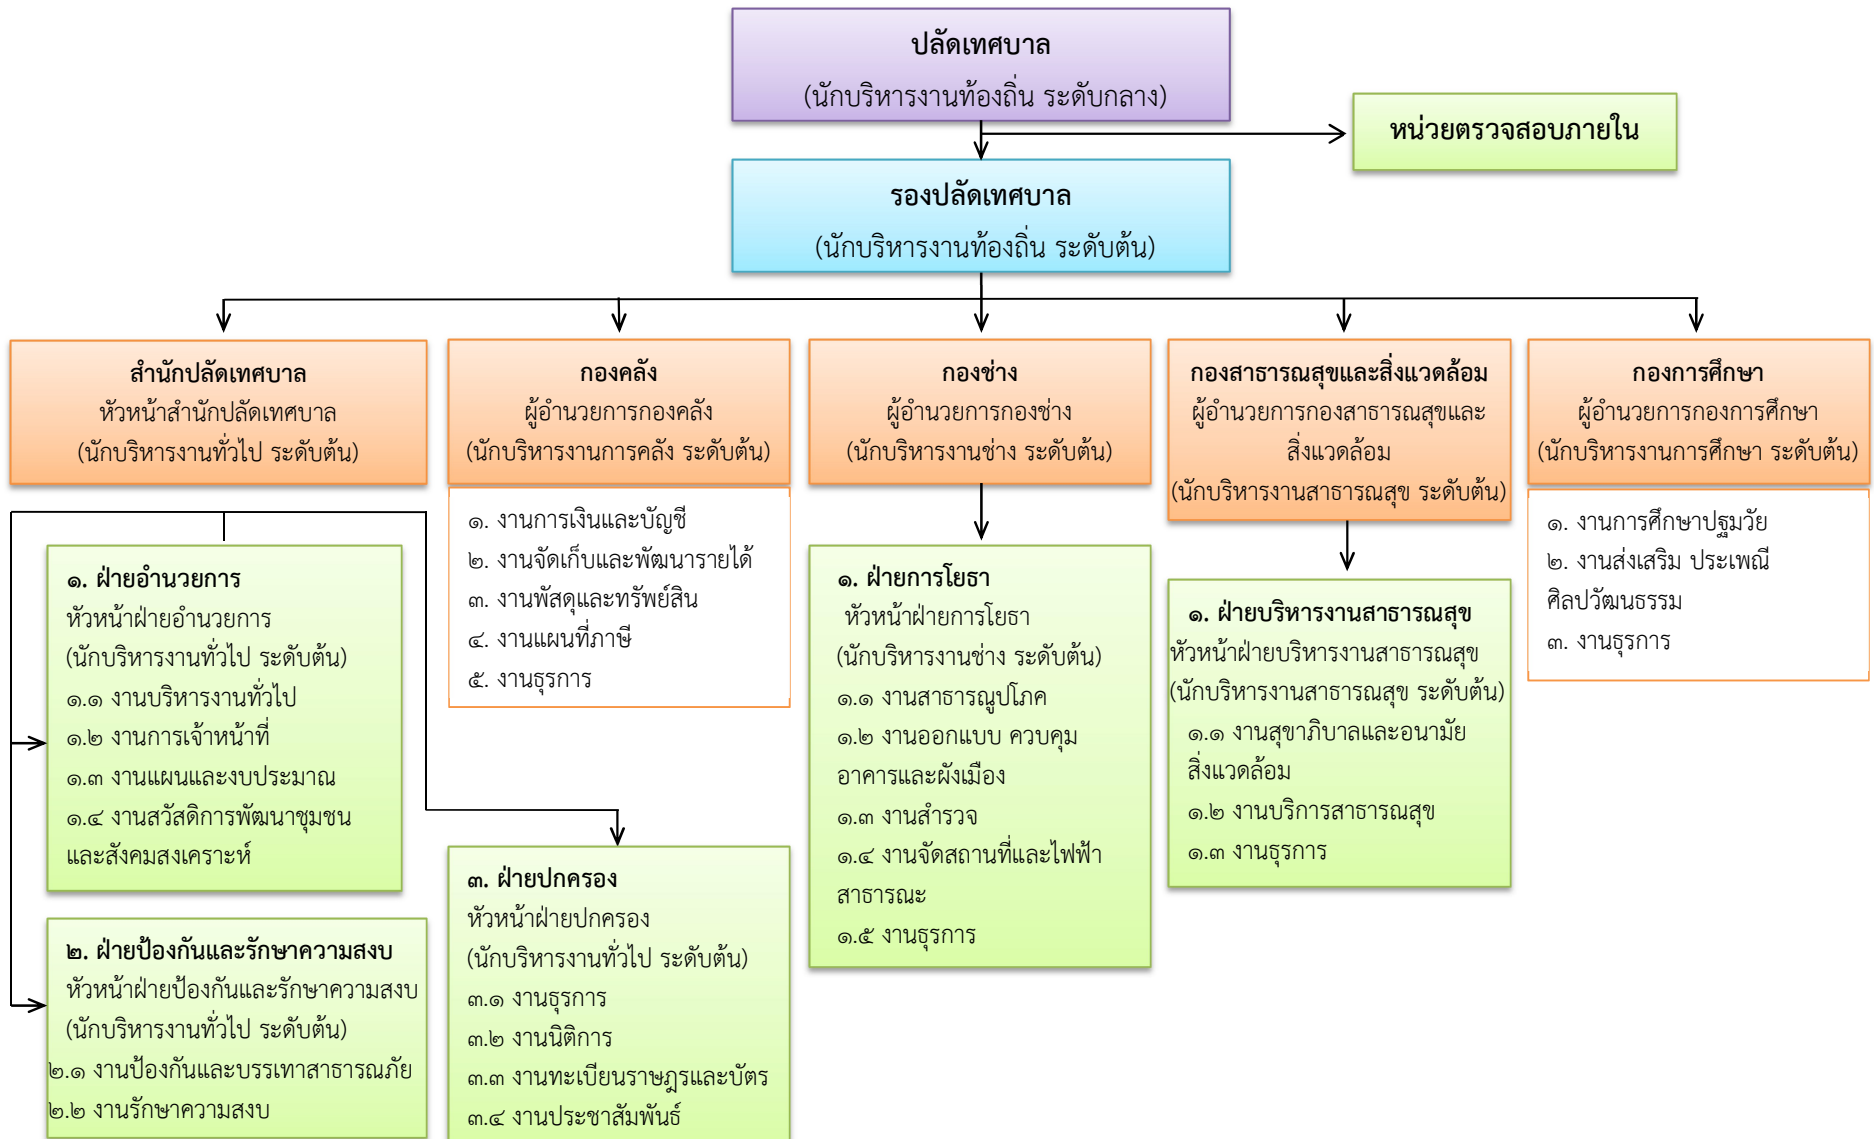 ปลัดเทศบาล
(นักบริหารงานท้องถิ่น ระดับกลาง)
หน่วยตรวจสอบภายใน
รองปลัดเทศบาล
(นักบริหารงานท้องถิ่น ระดับต้น)
สำนักปลัดเทศบาล
หัวหน้าสำนักปลัดเทศบาล
(นักบริหารงานทั่วไป ระดับต้น)
กองคลัง
ผู้อำนวยการกองคลัง
(นักบริหารงานการคลัง ระดับต้น)
กองช่าง
ผู้อำนวยการกองช่าง
(นักบริหารงานช่าง ระดับต้น)
กองสาธารณสุขและสิ่งแวดล้อม
ผู้อำนวยการกองสาธารณสุขและ
สิ่งแวดล้อม
(นักบริหารงานสาธารณสุข ระดับต้น)
กองการศึกษา
ผู้อำนวยการกองการศึกษา
(นักบริหารงานการศึกษา ระดับต้น)
๑. ฝ่ายอำนวยการ
หัวหน้าฝ่ายอำนวยการ
(นักบริหารงานทั่วไป ระดับต้น)
๑.๑ งานบริหารงานทั่วไป
๑.๒ งานการเจ้าหน้าที่
๑.๓ งานแผนและงบประมาณ
๑.๔ งานสวัสดิการพัฒนาชุมชน
และสังคมสงเคราะห์
๒. ฝ่ายป้องกันและรักษาความสงบ
หัวหน้าฝ่ายป้องกันและรักษาความสงบ
(นักบริหารงานทั่วไป ระดับต้น)
๒.๑ งานป้องกันและบรรเทาสาธารณภัย
๒.๒ งานรักษาความสงบ
๑. งานการเงินและบัญชี
๒. งานจัดเก็บและพัฒนารายได้
๓. งานพัสดุและทรัพย์สิน
๔. งานแผนที่ภาษี
๕. งานธุรการ
๓. ฝ่ายปกครอง
หัวหน้าฝ่ายปกครอง
(นักบริหารงานทั่วไป ระดับต้น)
๓.๑ งานธุรการ
๓.๒ งานนิติการ
๓.๓ งานทะเบียนราษฎรและบัตร
๓.๔ งานประชาสัมพันธ์
๑. ฝ่ายการโยธา
หัวหน้าฝ่ายการโยธา
(นักบริหารงานช่าง ระดับต้น)
๑.๑ งานสาธารณูปโภค
๑.๒ งานออกแบบ ควบคุม
อาคารและผังเมือง
๑.๓ งานสำรวจ
๑.๔ งานจัดสถานที่และไฟฟ้า
สาธารณะ
๑.๕ งานธุรการ
๑. ฝ่ายบริหารงานสาธารณสุข
หัวหน้าฝ่ายบริหารงานสาธารณสุข
(นักบริหารงานสาธารณสุข ระดับต้น)
๑.๑ งานสุขาภิบาลและอนามัย
สิ่งแวดล้อม
๑.๒ งานบริการสาธารณสุข
๑.๓ งานธุรการ
๑. งานการศึกษาปฐมวัย
๒. งานส่งเสริม ประเพณี
ศิลปวัฒนธรรม
๓. งานธุรการ